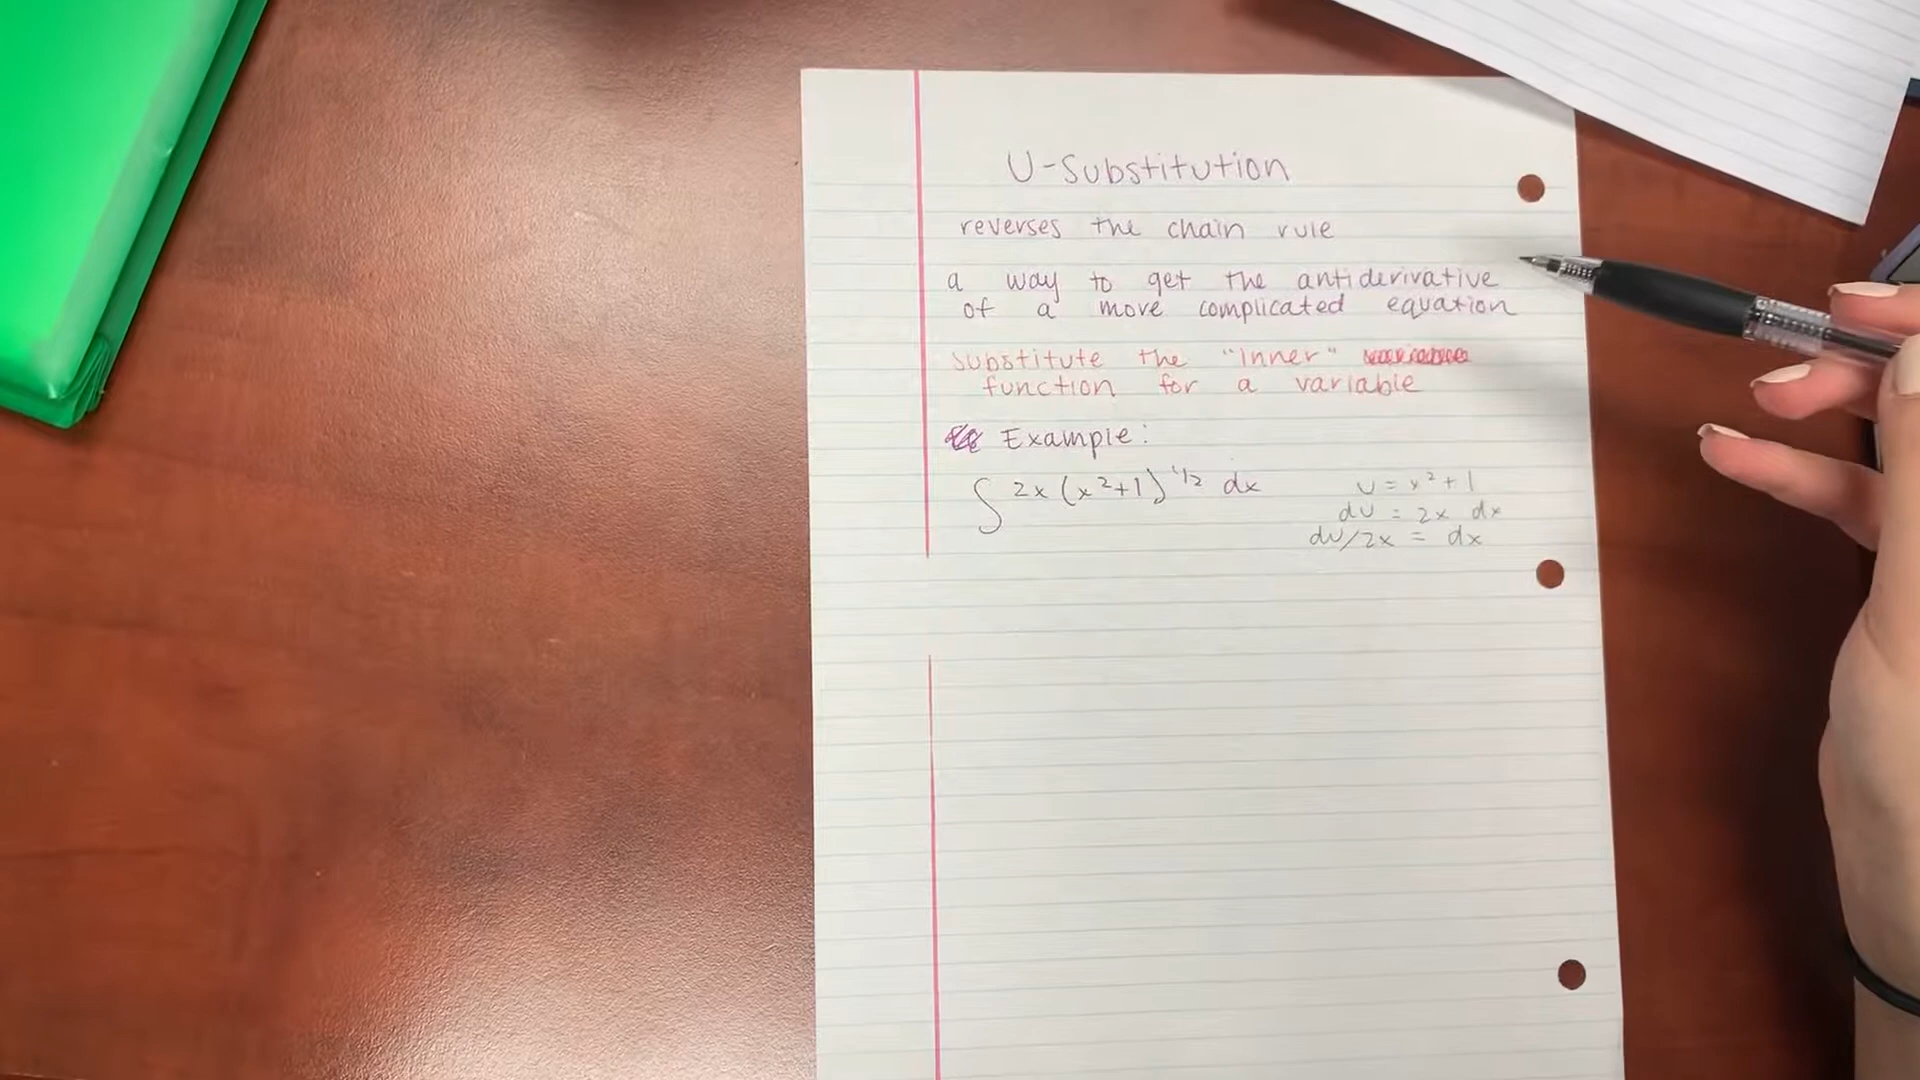 U-Substitution
reverses the chain rule
a way to get the antiderivative
of a more complicated equation
substitute the "inner"
function for a variable
Example:
∫ 2x (x²+1)^1/2 dx
u = x² + 1
du = 2x dx
du/2x = dx